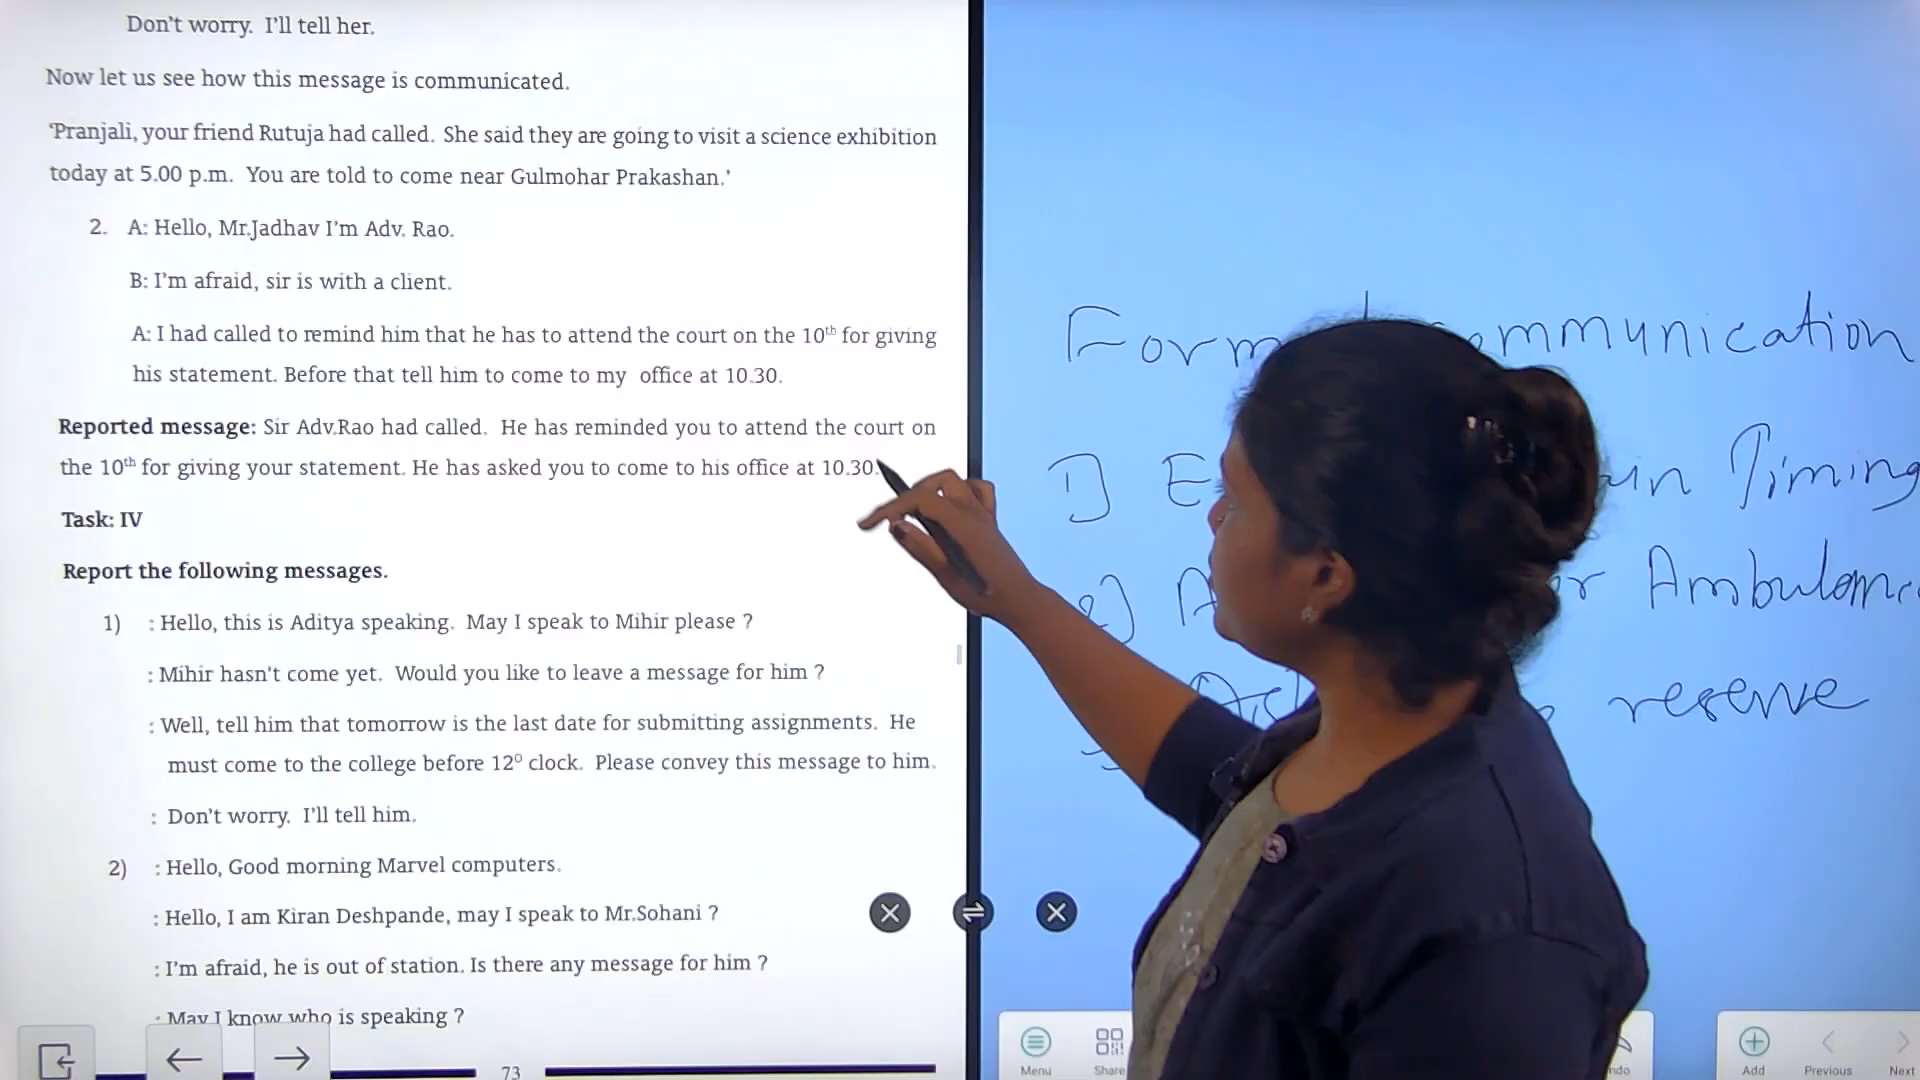 Don't worry.  I'll tell her.
Now let us see how this message is communicated.
'Pranjali, your friend Rutuja had called.  She said they are going to visit a science exhibition
today at 5.00 p.m.  You are told to come near Gulmohar Prakashan.'
2.   A: Hello, Mr.Jadhav I'm Adv. Rao.
B: I'm afraid, sir is with a client.
A: I had called to remind him that he has to attend the court on the 10th for giving
his statement. Before that tell him to come to my  office at 10.30.
Reported message: Sir Adv.Rao had called.  He has reminded you to attend the court on
the 10th for giving your statement. He has asked you to come to his office at 10.30.
Task: IV
Report the following messages.
1)   : Hello, this is Aditya speaking.  May I speak to Mihir please ?
: Mihir hasn't come yet.  Would you like to leave a message for him ?
: Well, tell him that tomorrow is the last date for submitting assignments.  He
must come to the college before 12o clock.  Please convey this message to him.
:  Don't worry.  I'll tell him.
2)   : Hello, Good morning Marvel computers.
: Hello, I am Kiran Deshpande, may I speak to Mr.Sohani ?
: I'm afraid, he is out of station. Is there any message for him ?
: May I know who is speaking ?
73
1) Timing
2) Ambulance
reserve
Menu
Share
Add
Previous
Next